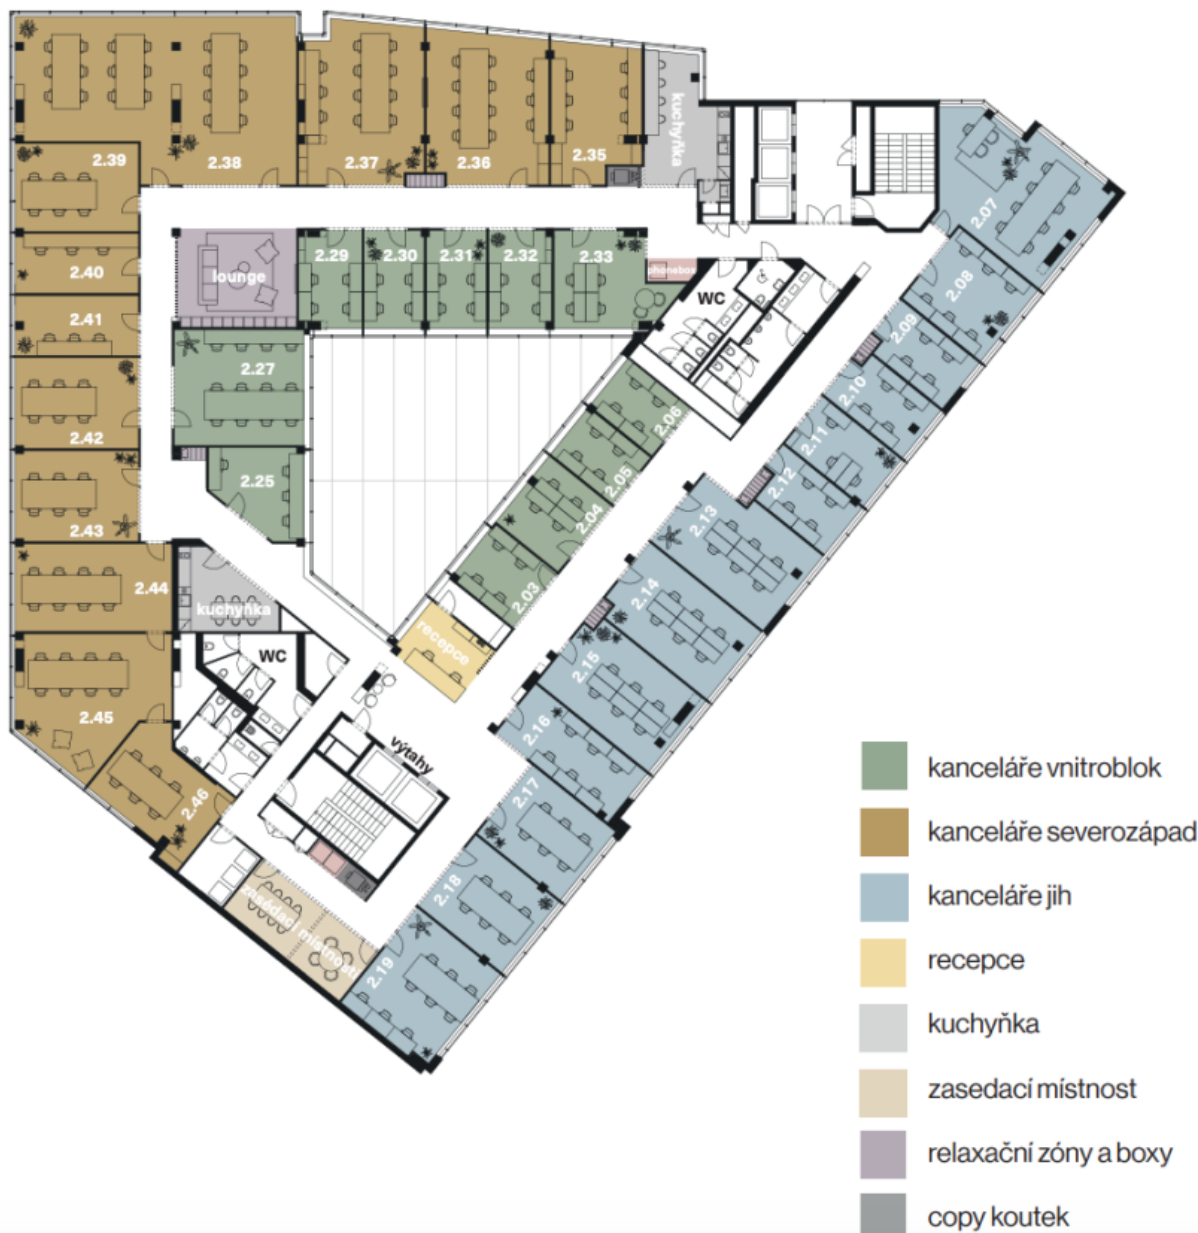 kuchyňka
2.39
2.38
2.37
2.36
2.35
2.07
2.40
lounge
2.29
2.30
2.31
2.32
2.33
phonebox
WC
2.08
2.41
2.09
2.27
2.10
2.42
2.06
2.11
2.25
2.05
2.12
2.43
2.04
2.13
2.44
kuchyňka
2.03
2.14
WC
recepce
2.15
2.45
2.16
výtahy
2.46
2.17
2.18
zasedací místnost
2.19
kanceláře vnitroblok
kanceláře severozápad
kanceláře jih
recepce
kuchyňka
zasedací místnost
relaxační zóny a boxy
copy koutek